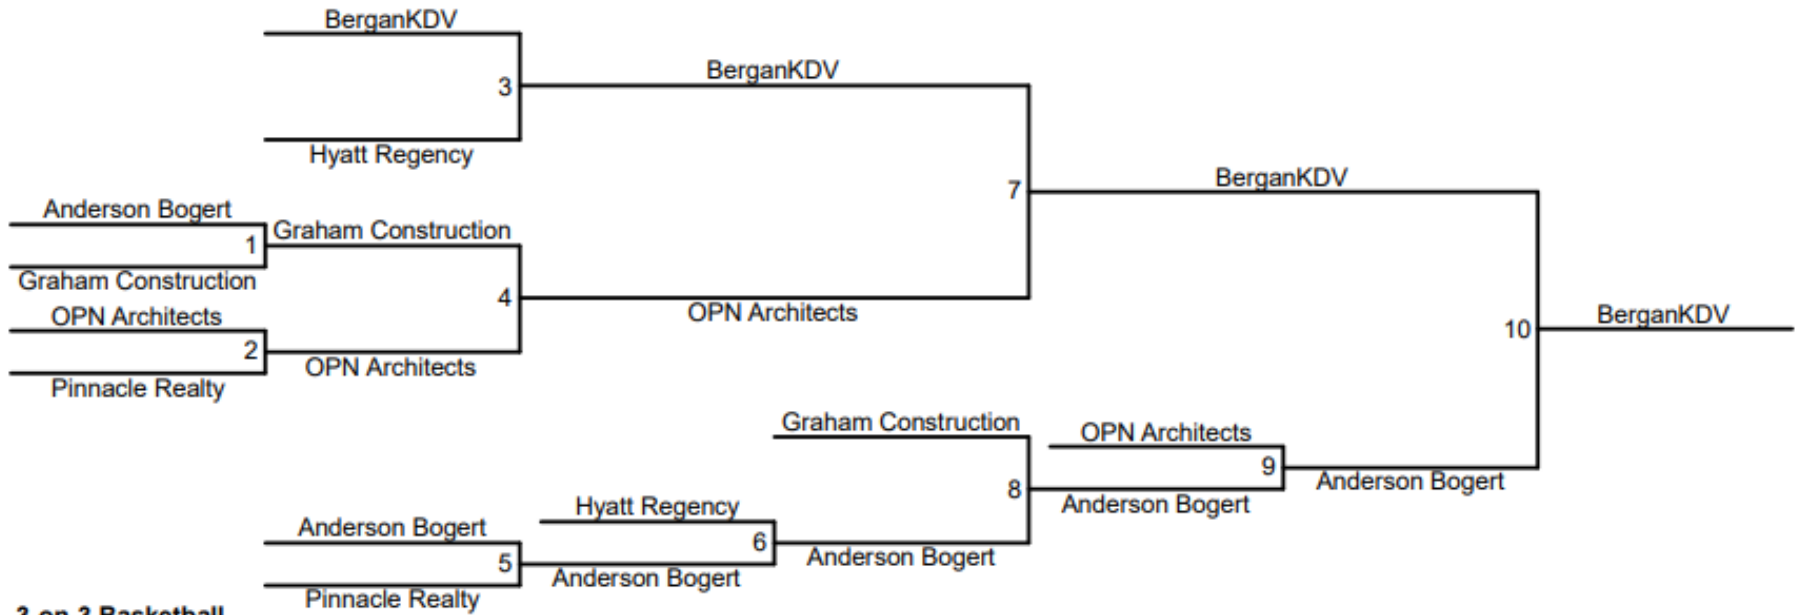 BerganKDV
BerganKDV
3
Hyatt Regency
BerganKDV
7
Anderson Bogert
Graham Construction
1
Graham Construction
4
OPN Architects
OPN Architects
BerganKDV
10
2
OPN Architects
Pinnacle Realty
Graham Construction
OPN Architects
9
Anderson Bogert
8
Anderson Bogert
Hyatt Regency
Anderson Bogert
6
Anderson Bogert
5
Anderson Bogert
Pinnacle Realty
Basketball